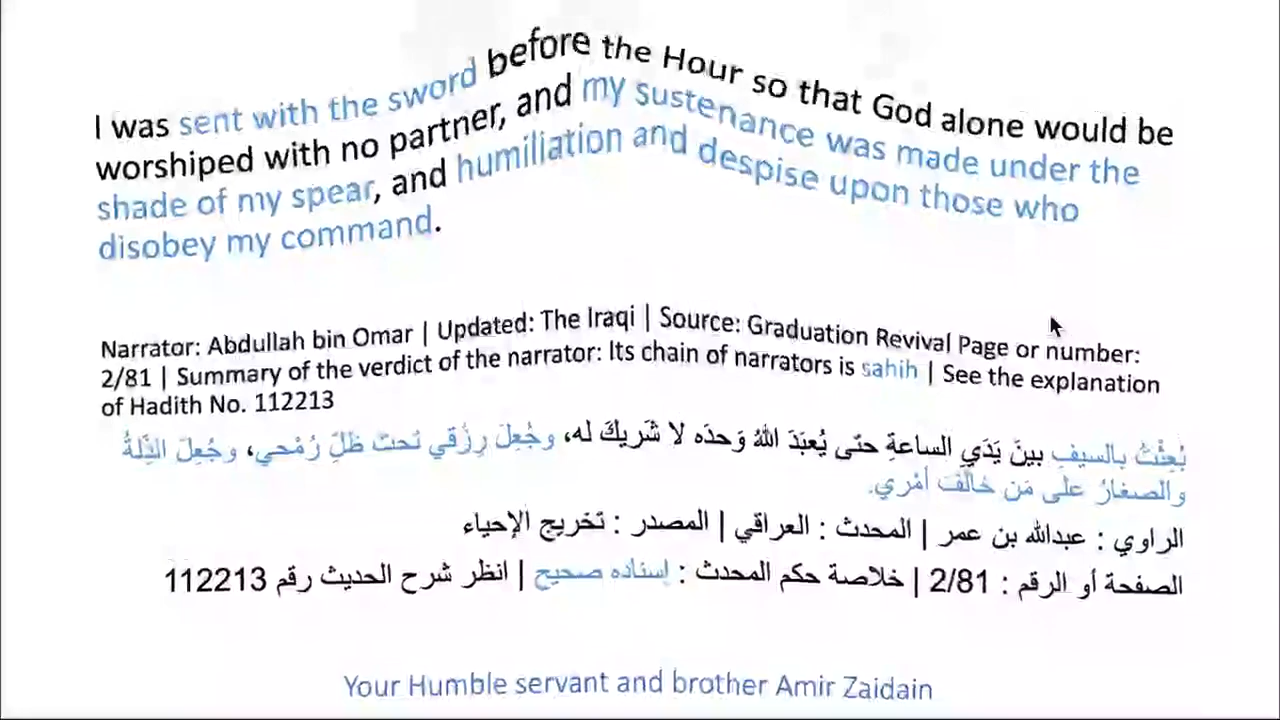 I was sent with the sword before the Hour so that God alone would be
worshiped with no partner, and my sustenance was made under the
shade of my spear, and humiliation and despise upon those who
disobey my command.
Narrator: Abdullah bin Omar | Updated: The Iraqi | Source: Graduation Revival Page or number:
2/81 | Summary of the verdict of the narrator: Its chain of narrators is sahih | See the explanation
of Hadith No. 112213
بُعِثْتُ بالسيفِ بينَ يَدَيِ الساعةِ حتى يُعبَدَ اللهُ وَحدَه لا شَريكَ له، وجُعِلَ رِزْقي تَحتَ ظلِّ رُمْحي، وجُعِلَ الذِّلةُ
والصغارُ على مَن خالَفَ أمْري.
الراوي : عبدالله بن عمر | المحدث : العراقي | المصدر : تخريج الإحياء
الصفحة أو الرقم : 2/81 | خلاصة حكم المحدث : إسناده صحيح | انظر شرح الحديث رقم 112213
Your Humble servant and brother Amir Zaidain